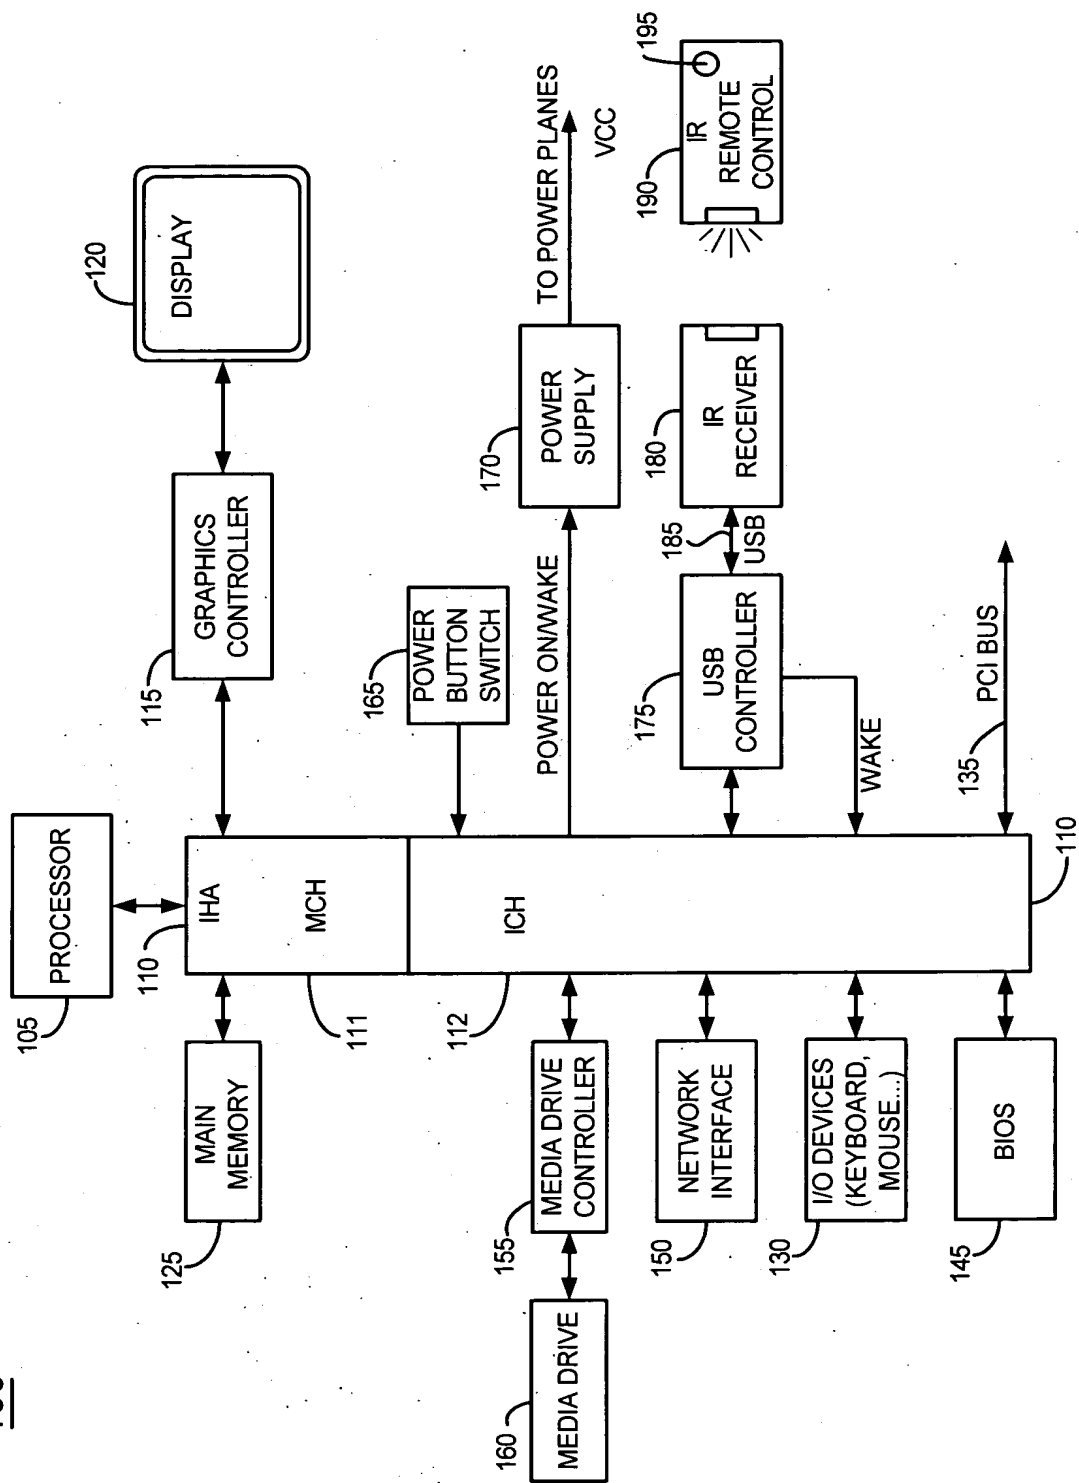 PROCESSOR
105
110
IHA
MCH
111
ICH
112
110
MAIN
MEMORY
125
GRAPHICS
CONTROLLER
115
DISPLAY
120
POWER
BUTTON
SWITCH
165
POWER ON/WAKE
POWER
SUPPLY
170
TO POWER PLANES
VCC
MEDIA DRIVE
CONTROLLER
155
MEDIA DRIVE
160
NETWORK
INTERFACE
150
USB
CONTROLLER
175
WAKE
185
USB
IR
RECEIVER
180
IR
REMOTE
CONTROL
190
195
I/O DEVICES
(KEYBOARD,
MOUSE...)
130
BIOS
145
PCI BUS
135